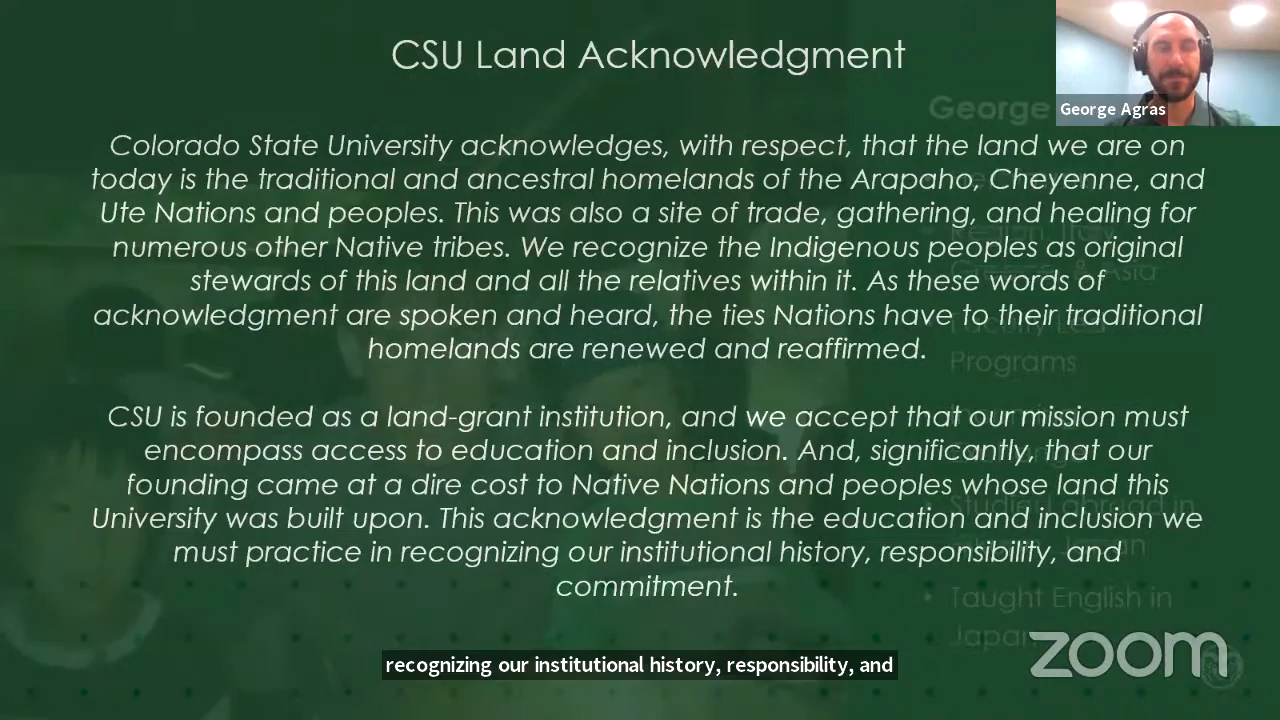 CSU Land Acknowledgment
George Agras
George
Colorado State University acknowledges, with respect, that the land we are on
today is the traditional and ancestral homelands of the Arapaho, Cheyenne, and
Ute Nations and peoples. This was also a site of trade, gathering, and healing for
numerous other Native tribes. We recognize the Indigenous peoples as original
stewards of this land and all the relatives within it. As these words of
acknowledgment are spoken and heard, the ties Nations have to their traditional
homelands are renewed and reaffirmed.
Programs
CSU is founded as a land-grant institution, and we accept that our mission must
encompass access to education and inclusion. And, significantly, that our
founding came at a dire cost to Native Nations and peoples whose land this
University was built upon. This acknowledgment is the education and inclusion we
must practice in recognizing our institutional history, responsibility, and
commitment.
• Taught English in
recognizing our institutional history, responsibility, and
zoom